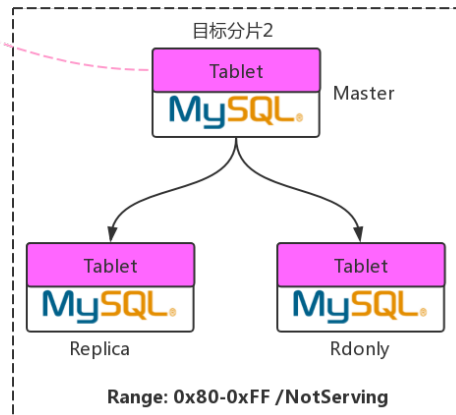 目标分片2
Tablet
MySQL®
Master
Tablet
MySQL®
Replica
Tablet
MySQL®
Rdonly
Range: 0x80-0xFF /NotServing